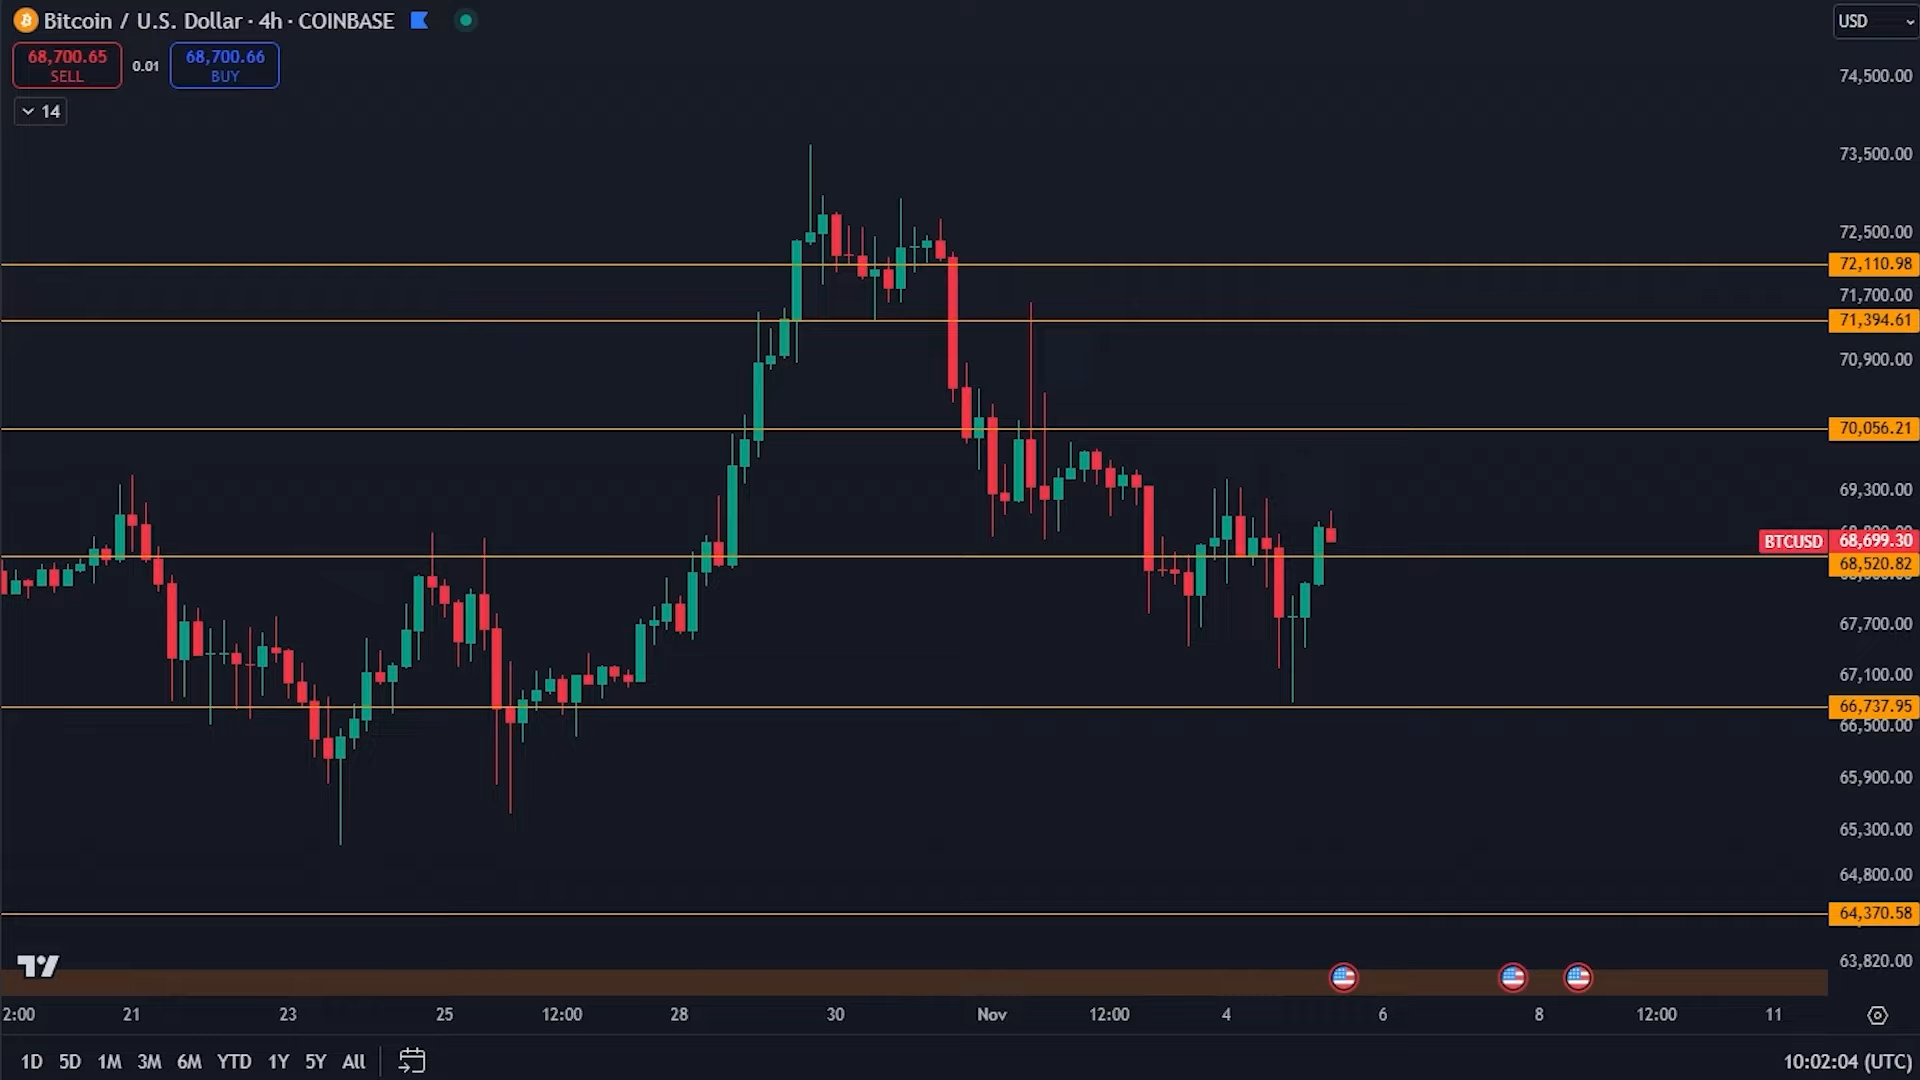 Bitcoin / U.S. Dollar · 4h · COINBASE
USD
68,700.65
SELL
0.01
68,700.66
BUY
14
74,500.00
73,500.00
72,500.00
72,110.98
71,700.00
71,394.61
70,900.00
70,056.21
69,300.00
BTCUSD 68,699.30
68,520.82
67,700.00
67,100.00
66,737.95
66,500.00
65,900.00
65,300.00
64,800.00
64,370.58
63,820.00
2:00 21 23 25 12:00 28 30 Nov 12:00 4 6 8 12:00 11
1D 5D 1M 3M 6M YTD 1Y 5Y All
10:02:04 (UTC)